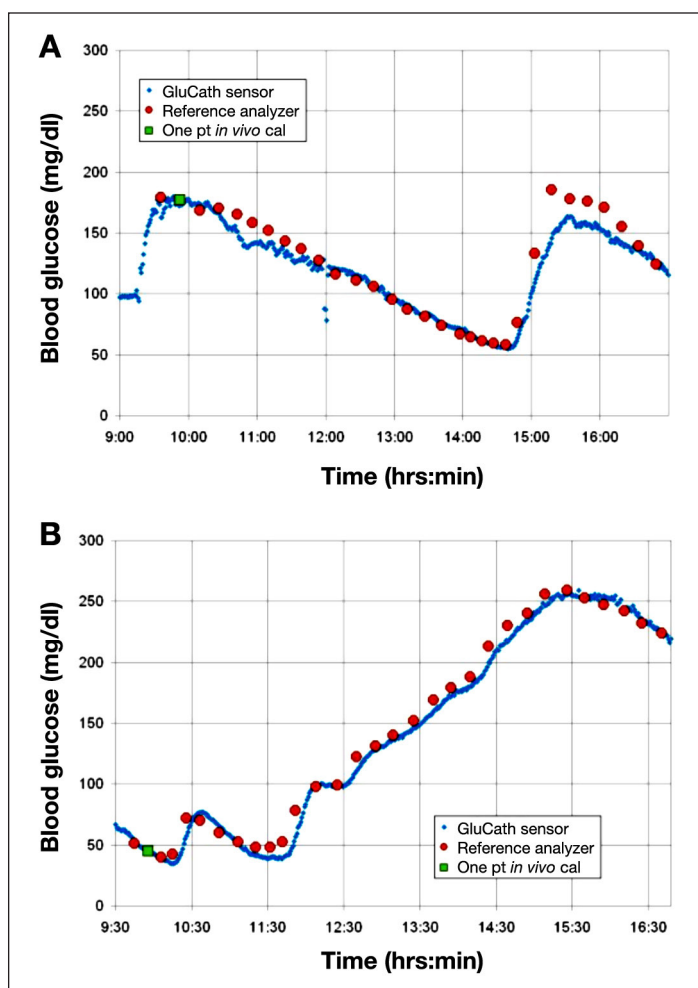 A
300
250
200
150
100
50
0
Blood glucose (mg/dl)
GluCath sensor
Reference analyzer
One pt in vivo cal
9:00 10:00 11:00 12:00 13:00 14:00 15:00 16:00
Time (hrs:min)
B
300
250
200
150
100
50
0
Blood glucose (mg/dl)
GluCath sensor
Reference analyzer
One pt in vivo cal
9:30 10:30 11:30 12:30 13:30 14:30 15:30 16:30
Time (hrs:min)